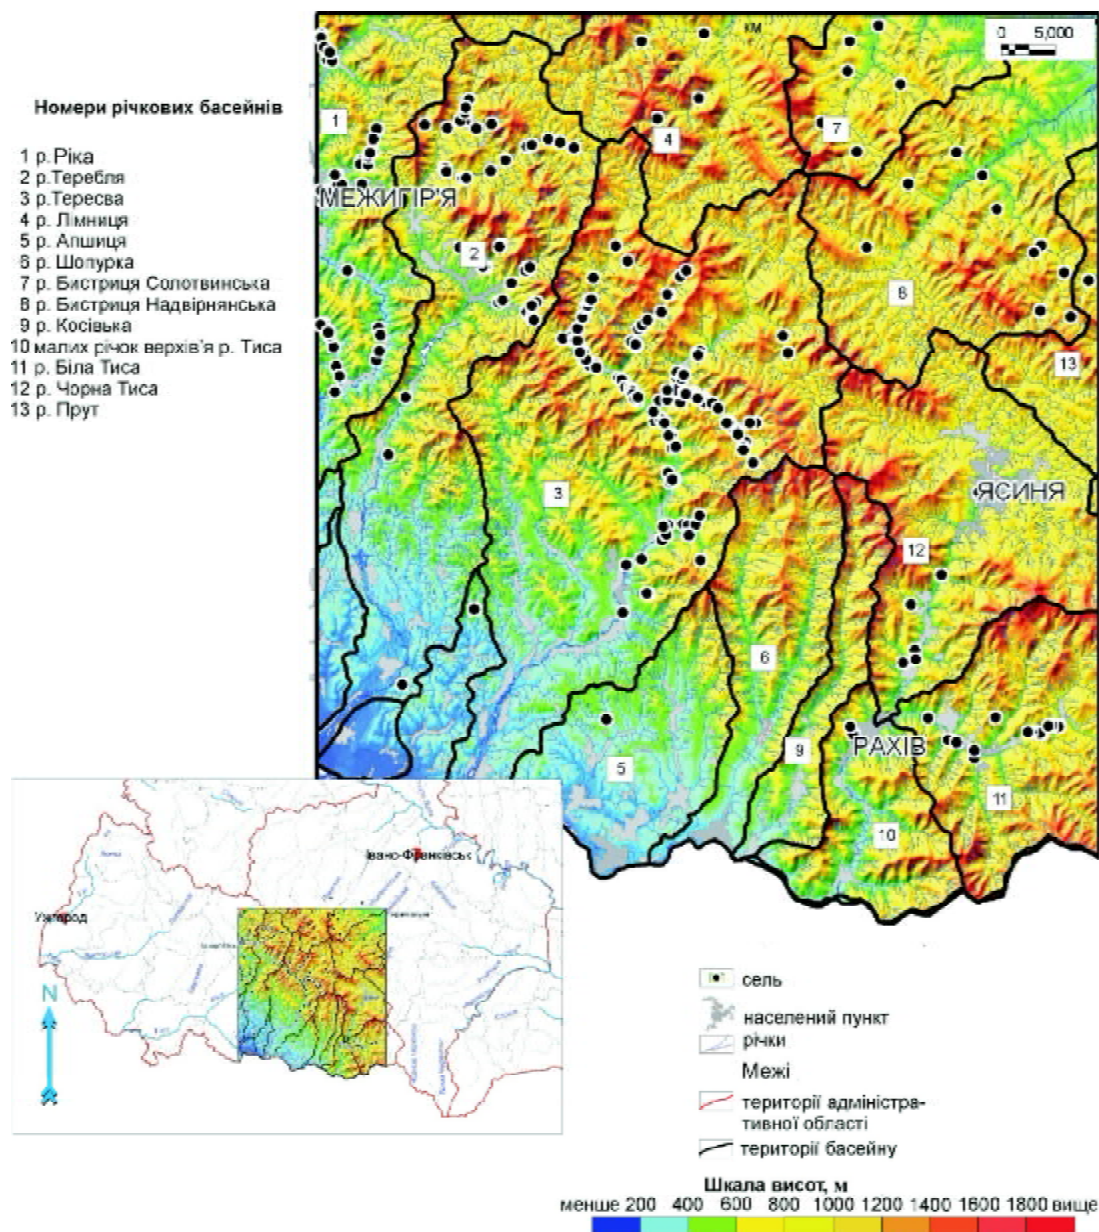 Номери річкових басейнів
1 р. Ріка
2 р.Теребля
3 р.Тересва
4 р. Лімниця
5 р. Апшиця
6 р. Шопурка
7 р. Бистриця Солотвинська
8 р. Бистриця Надвірнянська
9 р. Косівька
10 малих річок верхів'я р. Тиса
11 р. Біла Тиса
12 р. Чорна Тиса
13 р. Прут
км
0 5,000
1
4
7
МЕЖИГІР'Я
2
8
13
3
ЯСИНЯ
12
6
РАХІВ
5
9
11
10
Івано-Франківськ
Ужгород
N
сель
населений пункт
річки
Межі
території адміністра-
тивної області
території басейну
Шкала висот, м
менше 200 400 600 800 1000 1200 1400 1600 1800 вище